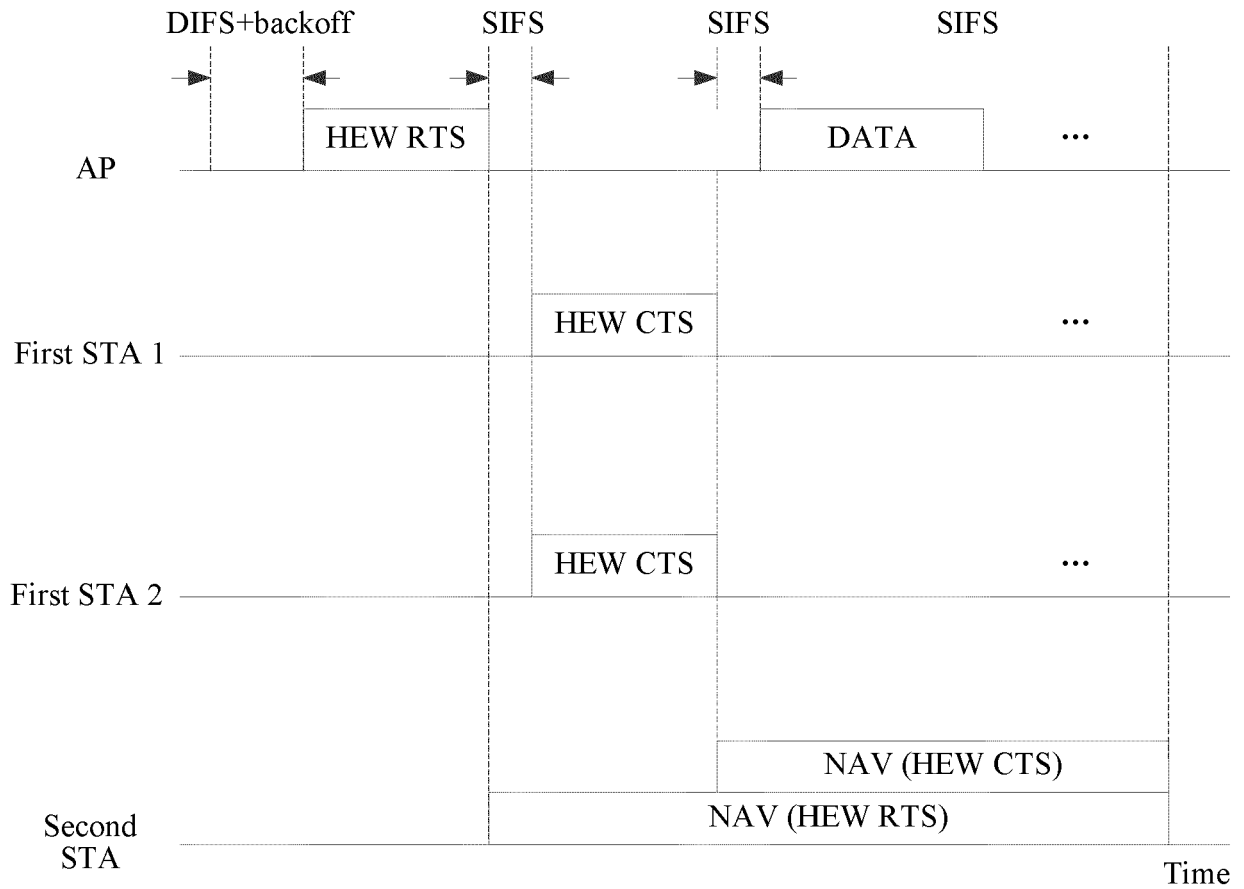 DIFS+backoff SIFS SIFS SIFS
HEW RTS DATA ...
AP
HEW CTS ...
First STA 1
HEW CTS ...
First STA 2
NAV (HEW CTS)
NAV (HEW RTS)
Second
STA
Time